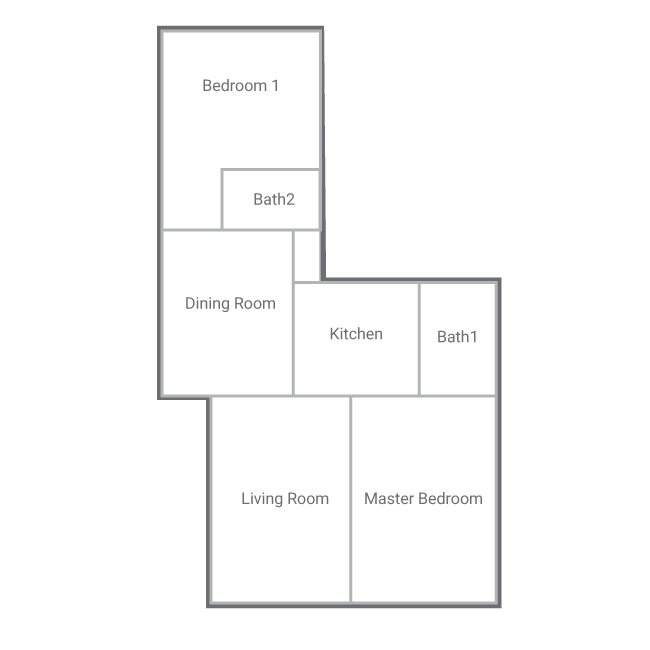 Bedroom 1
Bath2
Dining Room
Kitchen
Bath1
Living Room
Master Bedroom